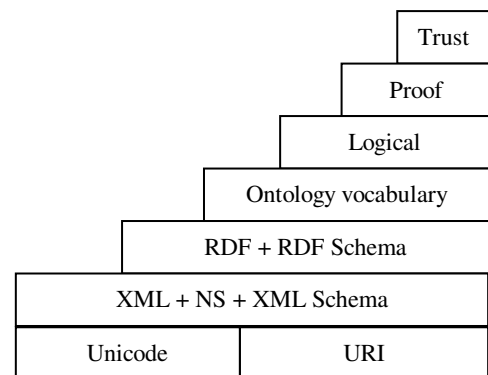 Trust
Proof
Logical
Ontology vocabulary
RDF + RDF Schema
XML + NS + XML Schema
Unicode URI